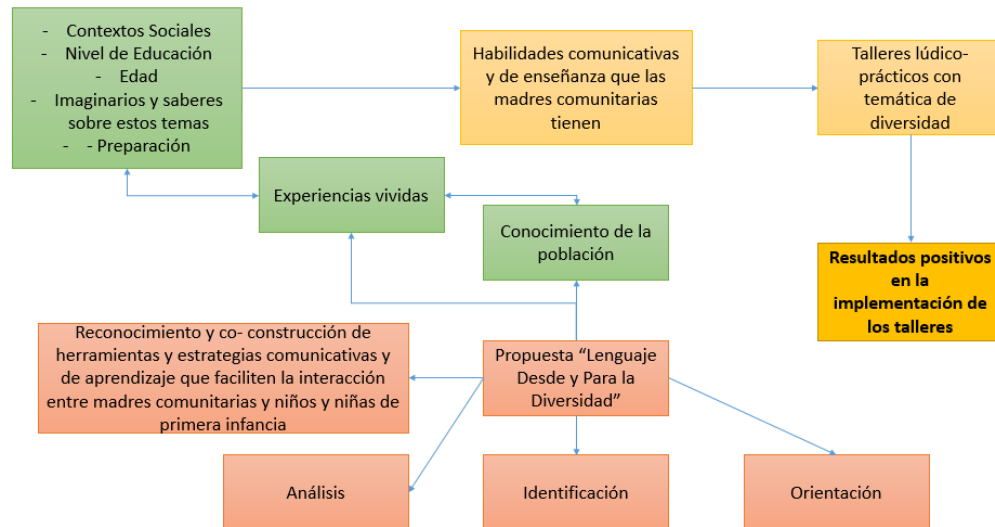 - Contextos Sociales
- Nivel de Educación
- Edad
- Imaginarios y saberes
sobre estos temas
- - Preparación
Habilidades comunicativas
y de enseñanza que las
madres comunitarias
tienen
Talleres lúdico-
prácticos con
temática de
diversidad
Experiencias vividas
Conocimiento de la
población
Resultados positivos
en la
implementación de
los talleres
Reconocimiento y co- construcción de
herramientas y estrategias comunicativas y
de aprendizaje que faciliten la interacción
entre madres comunitarias y niños y niñas de
primera infancia
Propuesta “Lenguaje
Desde y Para la
Diversidad”
Análisis
Identificación
Orientación